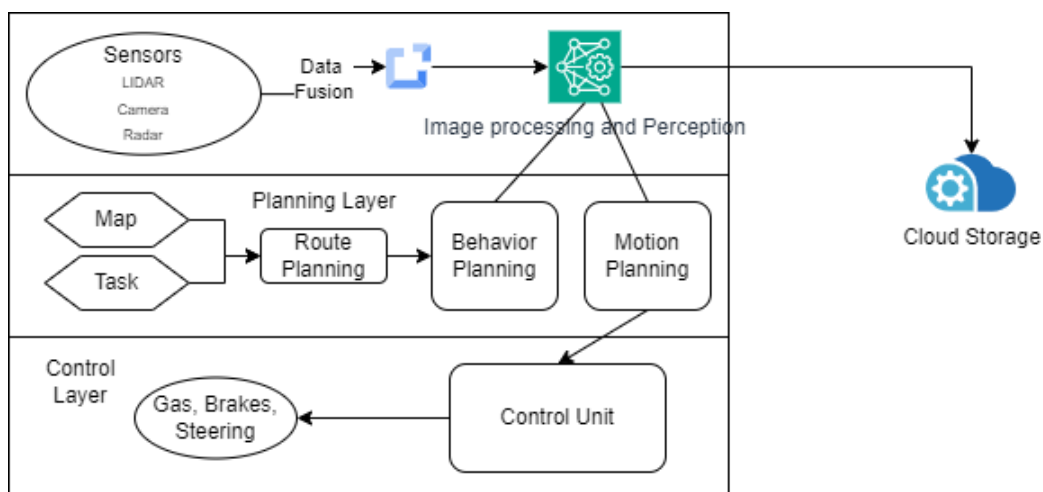 Sensors
LIDAR
Camera
Radar
Data
Fusion
Image processing and Perception
Cloud Storage
Planning Layer
Map
Task
Route
Planning
Behavior
Planning
Motion
Planning
Control
Layer
Gas, Brakes,
Steering
Control Unit